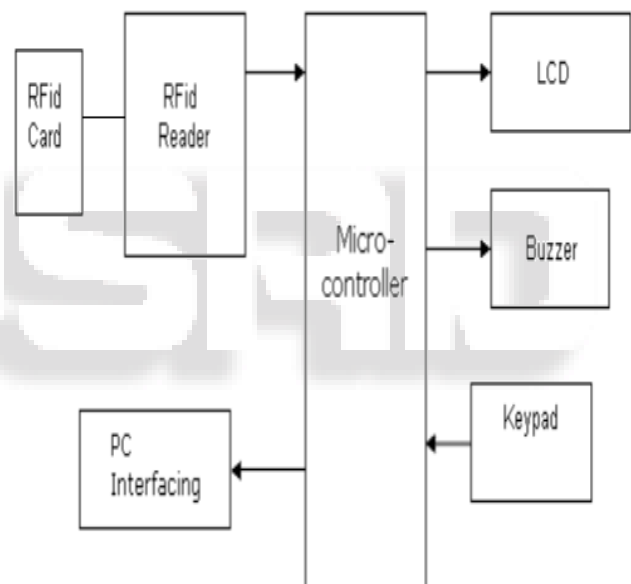 RFid
Card
RFid
Reader
Micro-
controller
LCD
Buzzer
Keypad
PC
Interfacing